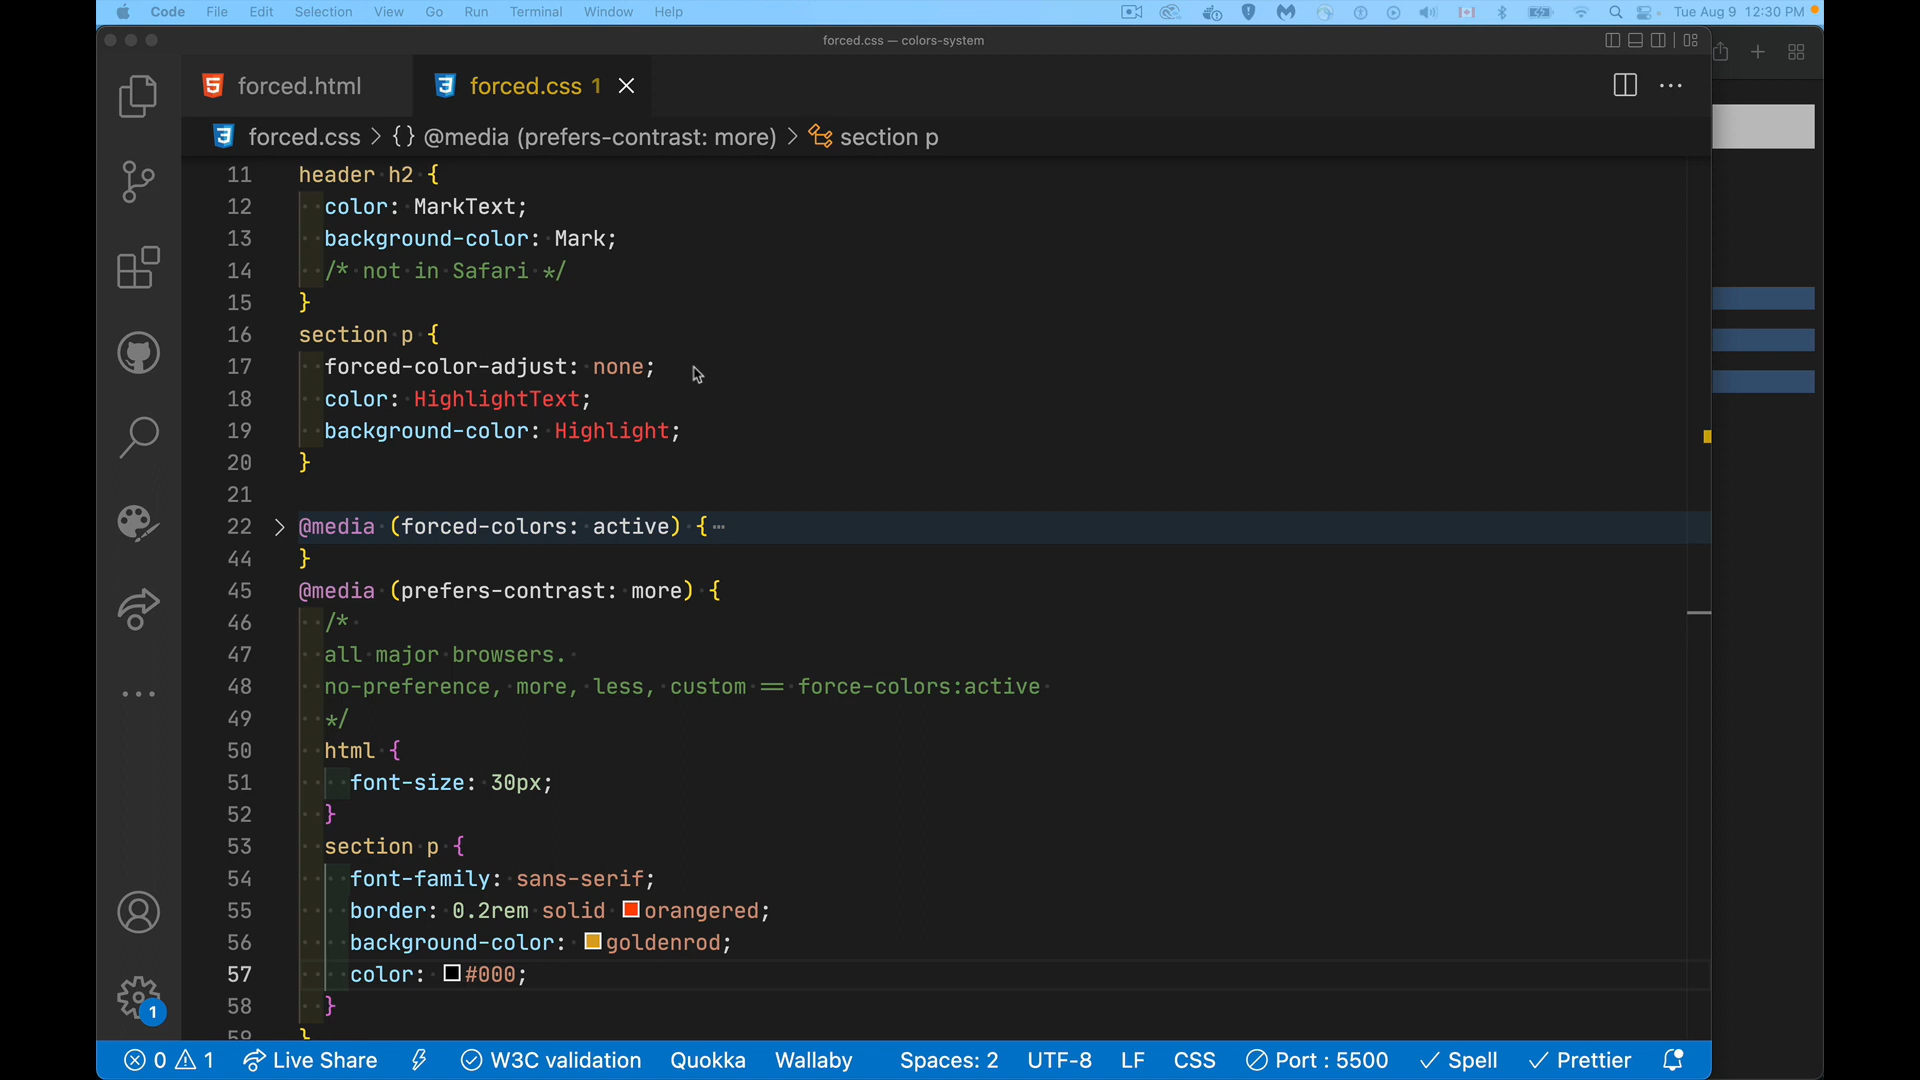 Code File Edit Selection View Go Run Terminal Window Help Tue Aug 9 12:30 PM
forced.css — colors-system
forced.html forced.css 1
forced.css > {} @media (prefers-contrast: more) > section p
11 header h2 {
12 color: MarkText;
13 background-color: Mark;
14 /* not in Safari */
15 }
16 section p {
17 forced-color-adjust: none;
18 color: HighlightText;
19 background-color: Highlight;
20 }
21
22 @media (forced-colors: active) { ⋯
44 }
45 @media (prefers-contrast: more) {
46 /*
47 all major browsers.
48 no-preference, more, less, custom == force-colors:active
49 */
50 html {
51 font-size: 30px;
52 }
53 section p {
54 font-family: sans-serif;
55 border: 0.2rem solid orangered;
56 background-color: goldenrod;
57 color: #000;
58 }
59 }
1
0 1 Live Share W3C validation Quokka Wallaby Spaces: 2 UTF-8 LF CSS Port : 5500 Spell Prettier